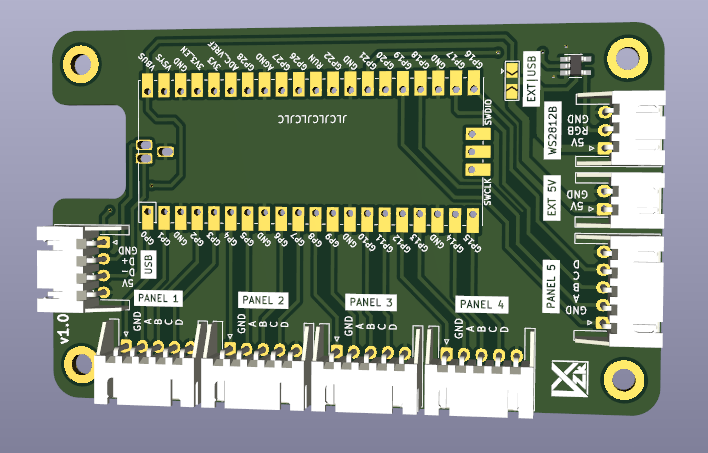 VBUS
VSYS
GND
3V3_EN
3V3
ADC_VREF
GP28
AGND
GP27
GP26
RUN
GP22
GND
GP21
GP20
GP19
GP18
GND
GP17
GP16
EXT|USB
JLCJLCJLCJLC
SWDIO
SWCLK
WS2812B
GND
RGB
5V
EXT 5V
GND
5V
PANEL 5
D
C
B
A
GND
GP0
GP1
GND
GP2
GP3
GP4
GP5
GND
GP6
GP7
GP8
GP9
GND
GP10
GP11
GP12
GP13
GND
GP14
GP15
USB
GND
D+
D-
5V
v1.0
PANEL 1
GND A B C D
PANEL 2
GND A B C D
PANEL 3
GND A B C D
PANEL 4
GND A B C D